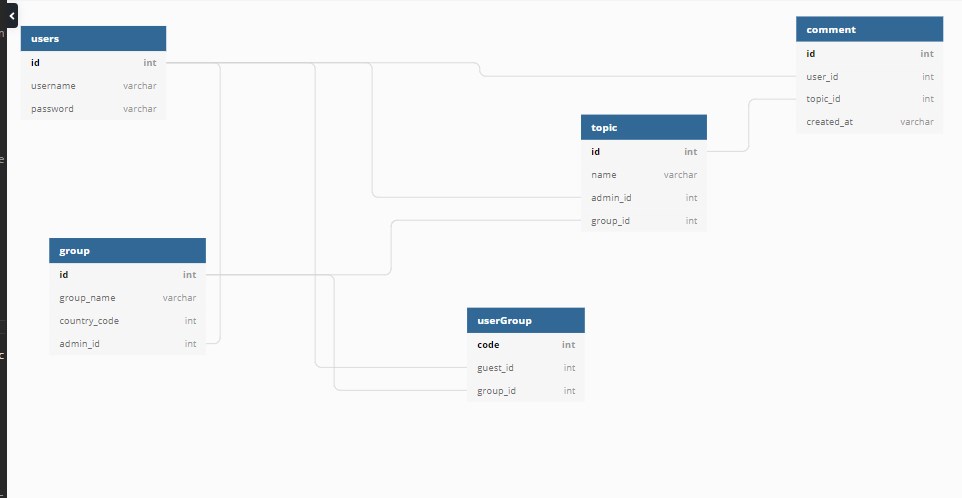 users
id int
username varchar
password varchar
comment
id int
user_id int
topic_id int
created_at varchar
topic
id int
name varchar
admin_id int
group_id int
group
id int
group_name varchar
country_code int
admin_id int
userGroup
code int
guest_id int
group_id int